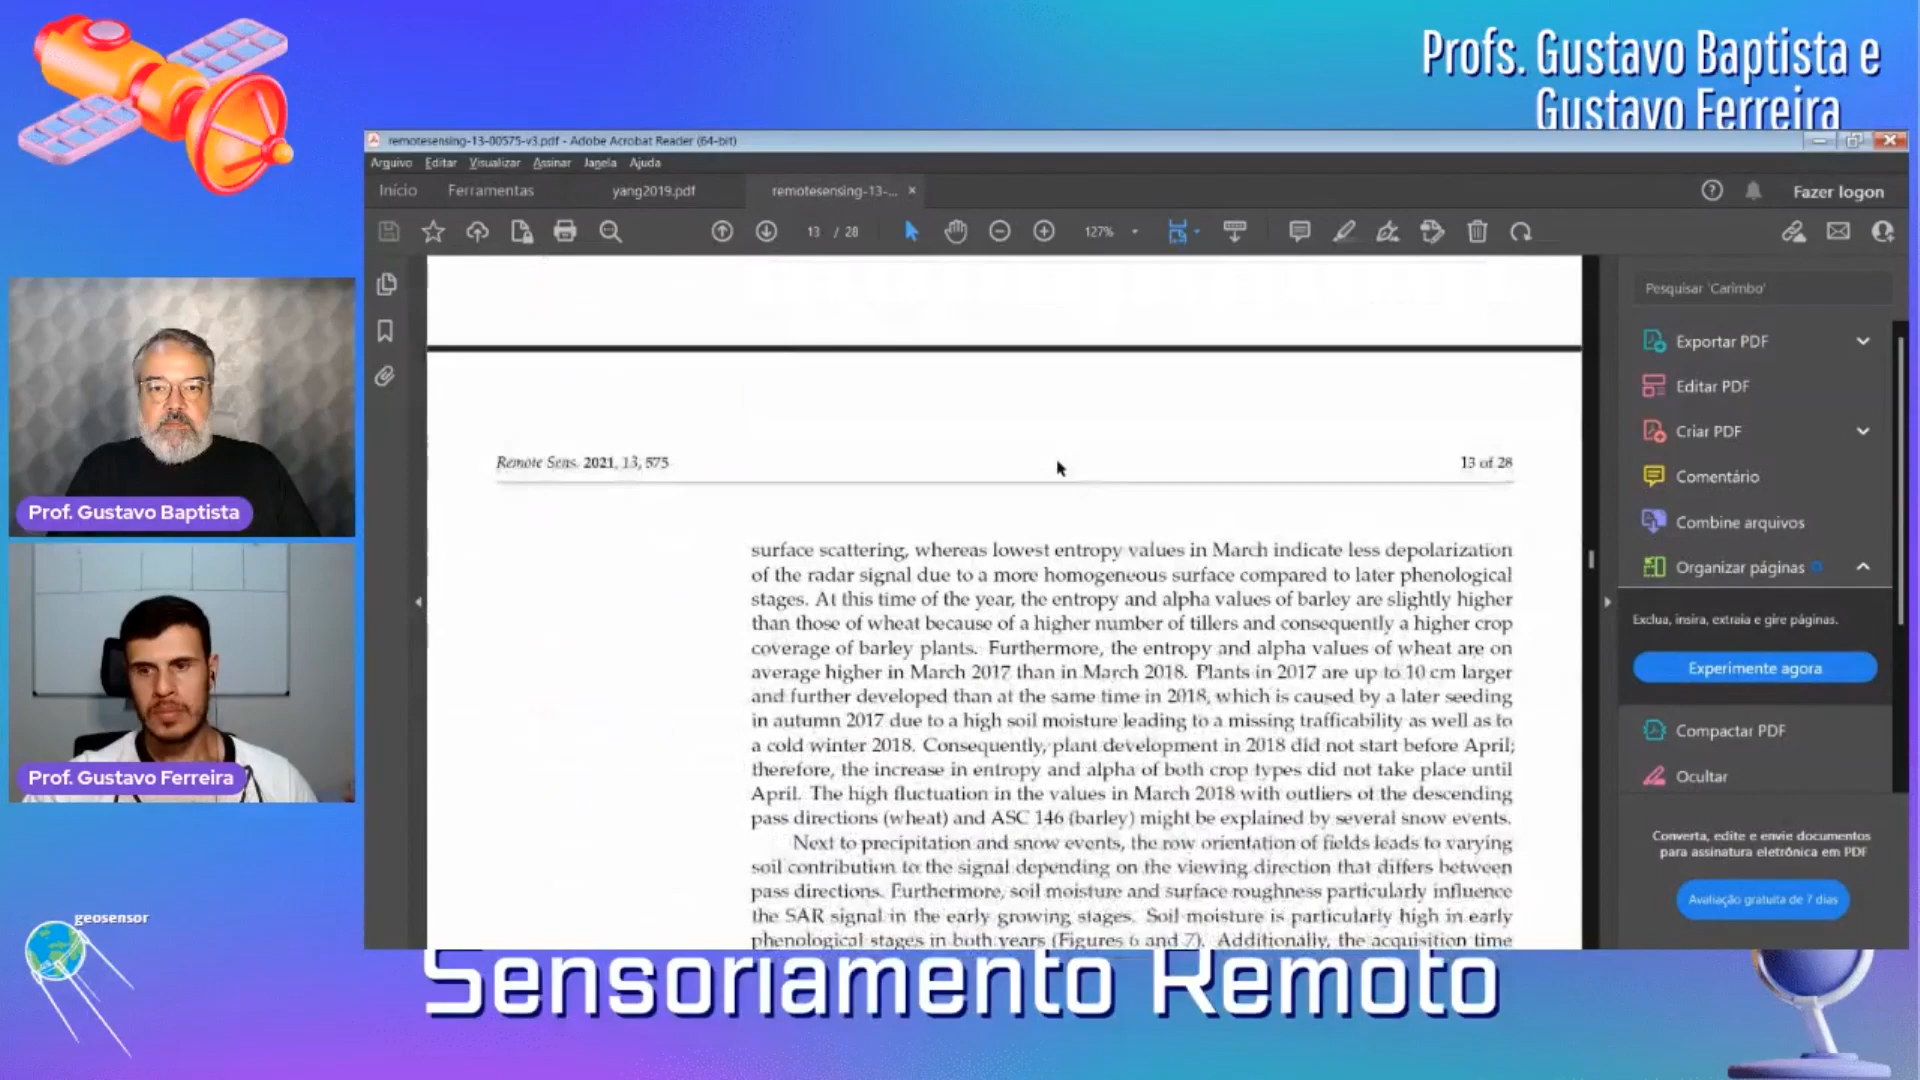 Profs. Gustavo Baptista e
Gustavo Ferreira
remotesensing-13-00575-v3.pdf - Adobe Acrobat Reader (64-bit)
Arquivo Editar Visualizar Assinar Janela Ajuda
Início Ferramentas yang2019.pdf remotesensing-13-... ×
Fazer logon
13 / 28 127%
Pesquisar 'Carimbo'
Exportar PDF
Editar PDF
Criar PDF
Comentário
Combine arquivos
Organizar páginas
Exclua, insira, extraia e gire páginas.
Experimente agora
Compactar PDF
Ocultar
Converta, edite e envie documentos
para assinatura eletrônica em PDF
Avaliação gratuita de 7 dias
Remote Sens. 2021, 13, 575 13 of 28
surface scattering, whereas lowest entropy values in March indicate less depolarization
of the radar signal due to a more homogeneous surface compared to later phenological
stages. At this time of the year, the entropy and alpha values of barley are slightly higher
than those of wheat because of a higher number of tillers and consequently a higher crop
coverage of barley plants. Furthermore, the entropy and alpha values of wheat are on
average higher in March 2017 than in March 2018. Plants in 2017 are up to 10 cm larger
and further developed than at the same time in 2018, which is caused by a later seeding
in autumn 2017 due to a high soil moisture leading to a missing trafficability as well as to
a cold winter 2018. Consequently, plant development in 2018 did not start before April;
therefore, the increase in entropy and alpha of both crop types did not take place until
April. The high fluctuation in the values in March 2018 with outliers of the descending
pass directions (wheat) and ASC 146 (barley) might be explained by several snow events.
Next to precipitation and snow events, the row orientation of fields leads to varying
soil contribution to the signal depending on the viewing direction that differs between
pass directions. Furthermore, soil moisture and surface roughness particularly influence
the SAR signal in the early growing stages. Soil moisture is particularly high in early
phenological stages in both years (Figures 6 and 7). Additionally, the acquisition time
Prof. Gustavo Baptista
Prof. Gustavo Ferreira
geosensor
Sensoriamento Remoto